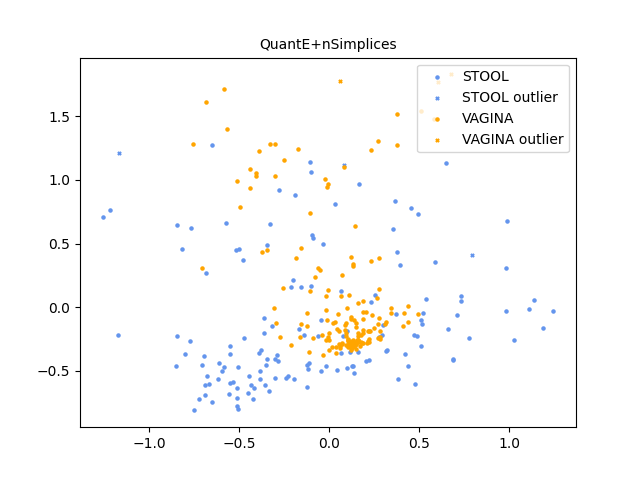 QuantE+nSimplices
STOOL
STOOL outlier
VAGINA
VAGINA outlier
1.5
1.0
0.5
0.0
−0.5
−1.0 −0.5 0.0 0.5 1.0